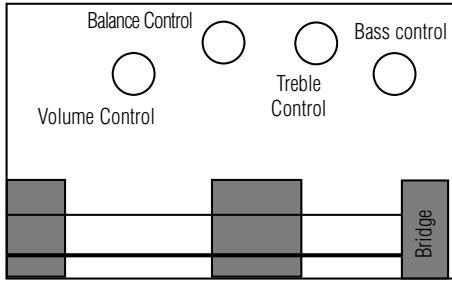 Balance Control
Bass control
Treble
Control
Volume Control
Bridge